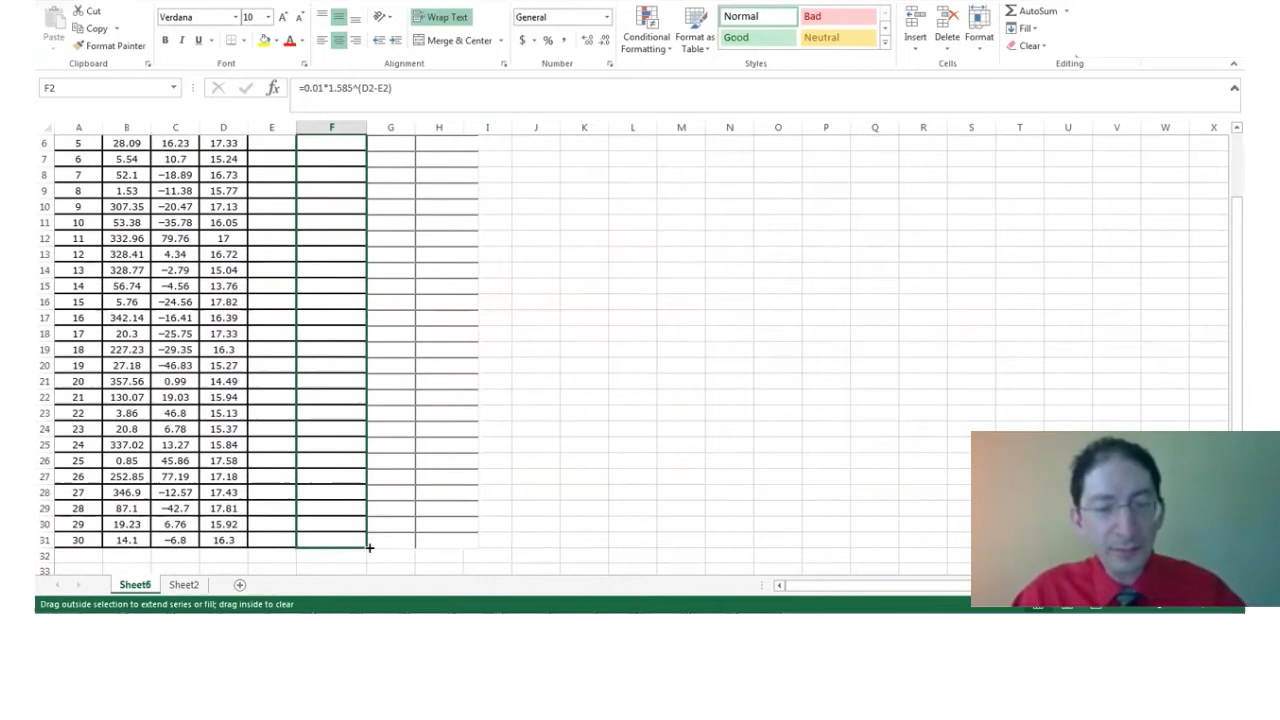 Cut
Copy
Paste
Format Painter
Clipboard
Verdana 10
B I U
Font
Wrap Text
Merge & Center
Alignment
General
$ % ,
Number
Conditional Formatting
Format as Table
Normal Bad
Good Neutral
Styles
Insert Delete Format
Cells
AutoSum
Fill
Clear
Editing
F2 fx =0.01*1.585^(D2-E2)
A B C D E F G H I J K L M N O P Q R S T U V W X
6 5 28.09 16.23 17.33
7 6 5.54 10.7 15.24
8 7 52.1 −18.89 16.73
9 8 1.53 −11.38 15.77
10 9 307.35 −20.47 17.13
11 10 53.38 −35.78 16.05
12 11 332.96 79.76 17
13 12 328.41 4.34 16.72
14 13 328.77 −2.79 15.04
15 14 56.74 −4.56 13.76
16 15 5.76 −24.56 17.82
17 16 342.14 −16.41 16.39
18 17 20.3 −25.75 17.33
19 18 227.23 −29.35 16.3
20 19 27.18 −46.83 15.27
21 20 357.56 0.99 14.49
22 21 130.07 19.03 15.94
23 22 3.86 46.8 15.13
24 23 20.8 6.78 15.37
25 24 337.02 13.27 15.84
26 25 0.85 45.86 17.58
27 26 252.85 77.19 17.18
28 27 346.9 −12.57 17.43
29 28 87.1 −42.7 17.81
30 29 19.23 6.76 15.92
31 30 14.1 −6.8 16.3
32
33
Sheet6 Sheet2
Drag outside selection to extend series or fill; drag inside to clear